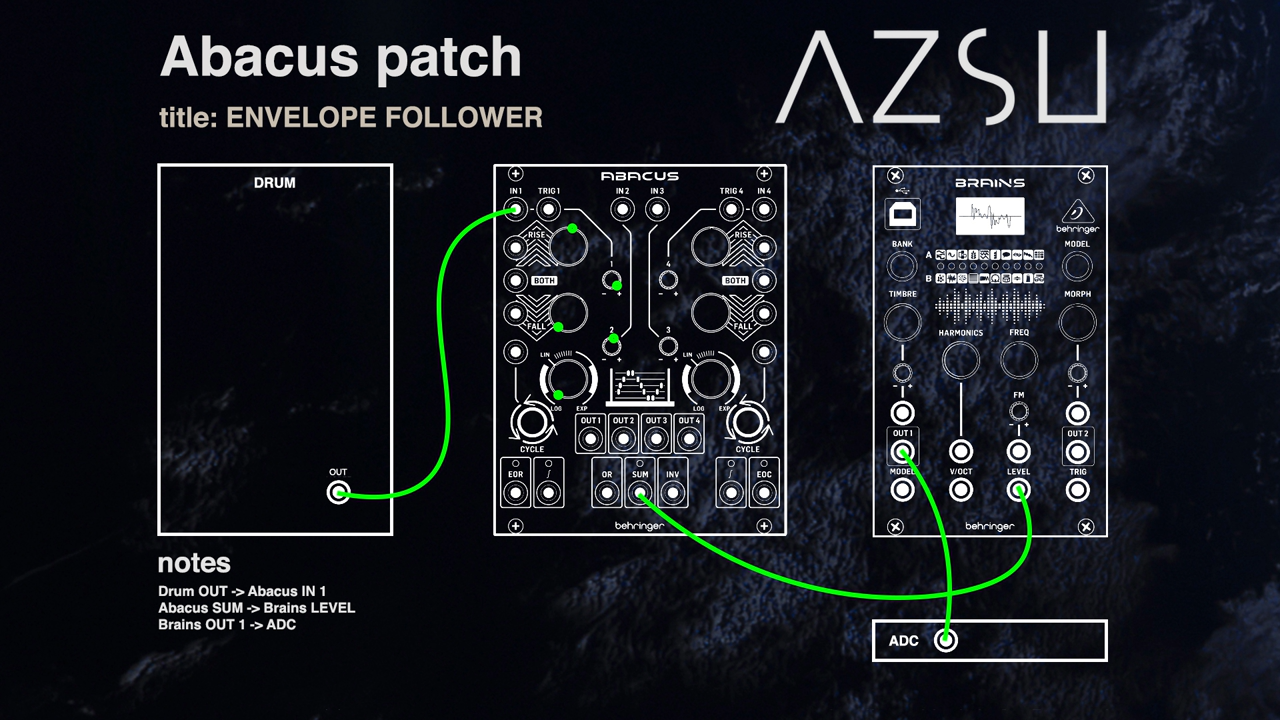 Abacus patch
AZSU
title: ENVELOPE FOLLOWER
DRUM
OUT
ABACUS
IN 1 TRIG 1 IN 2 IN 3 TRIG 4 IN 4
RISE RISE
1 4
BOTH BOTH
- + - +
FALL FALL
2 3
- + - +
LIN LIN
LOG EXP LOG EXP
OUT 1 OUT 2 OUT 3 OUT 4
CYCLE CYCLE
EOR OR SUM INV EOC
behringer
BRAINS
behringer
BANK MODEL
A
B
TIMBRE MORPH
HARMONICS FREQ
- + - +
FM
- +
OUT 1 OUT 2
MODEL V/OCT LEVEL TRIG
behringer
notes
Drum OUT -> Abacus IN 1
Abacus SUM -> Brains LEVEL
Brains OUT 1 -> ADC
ADC